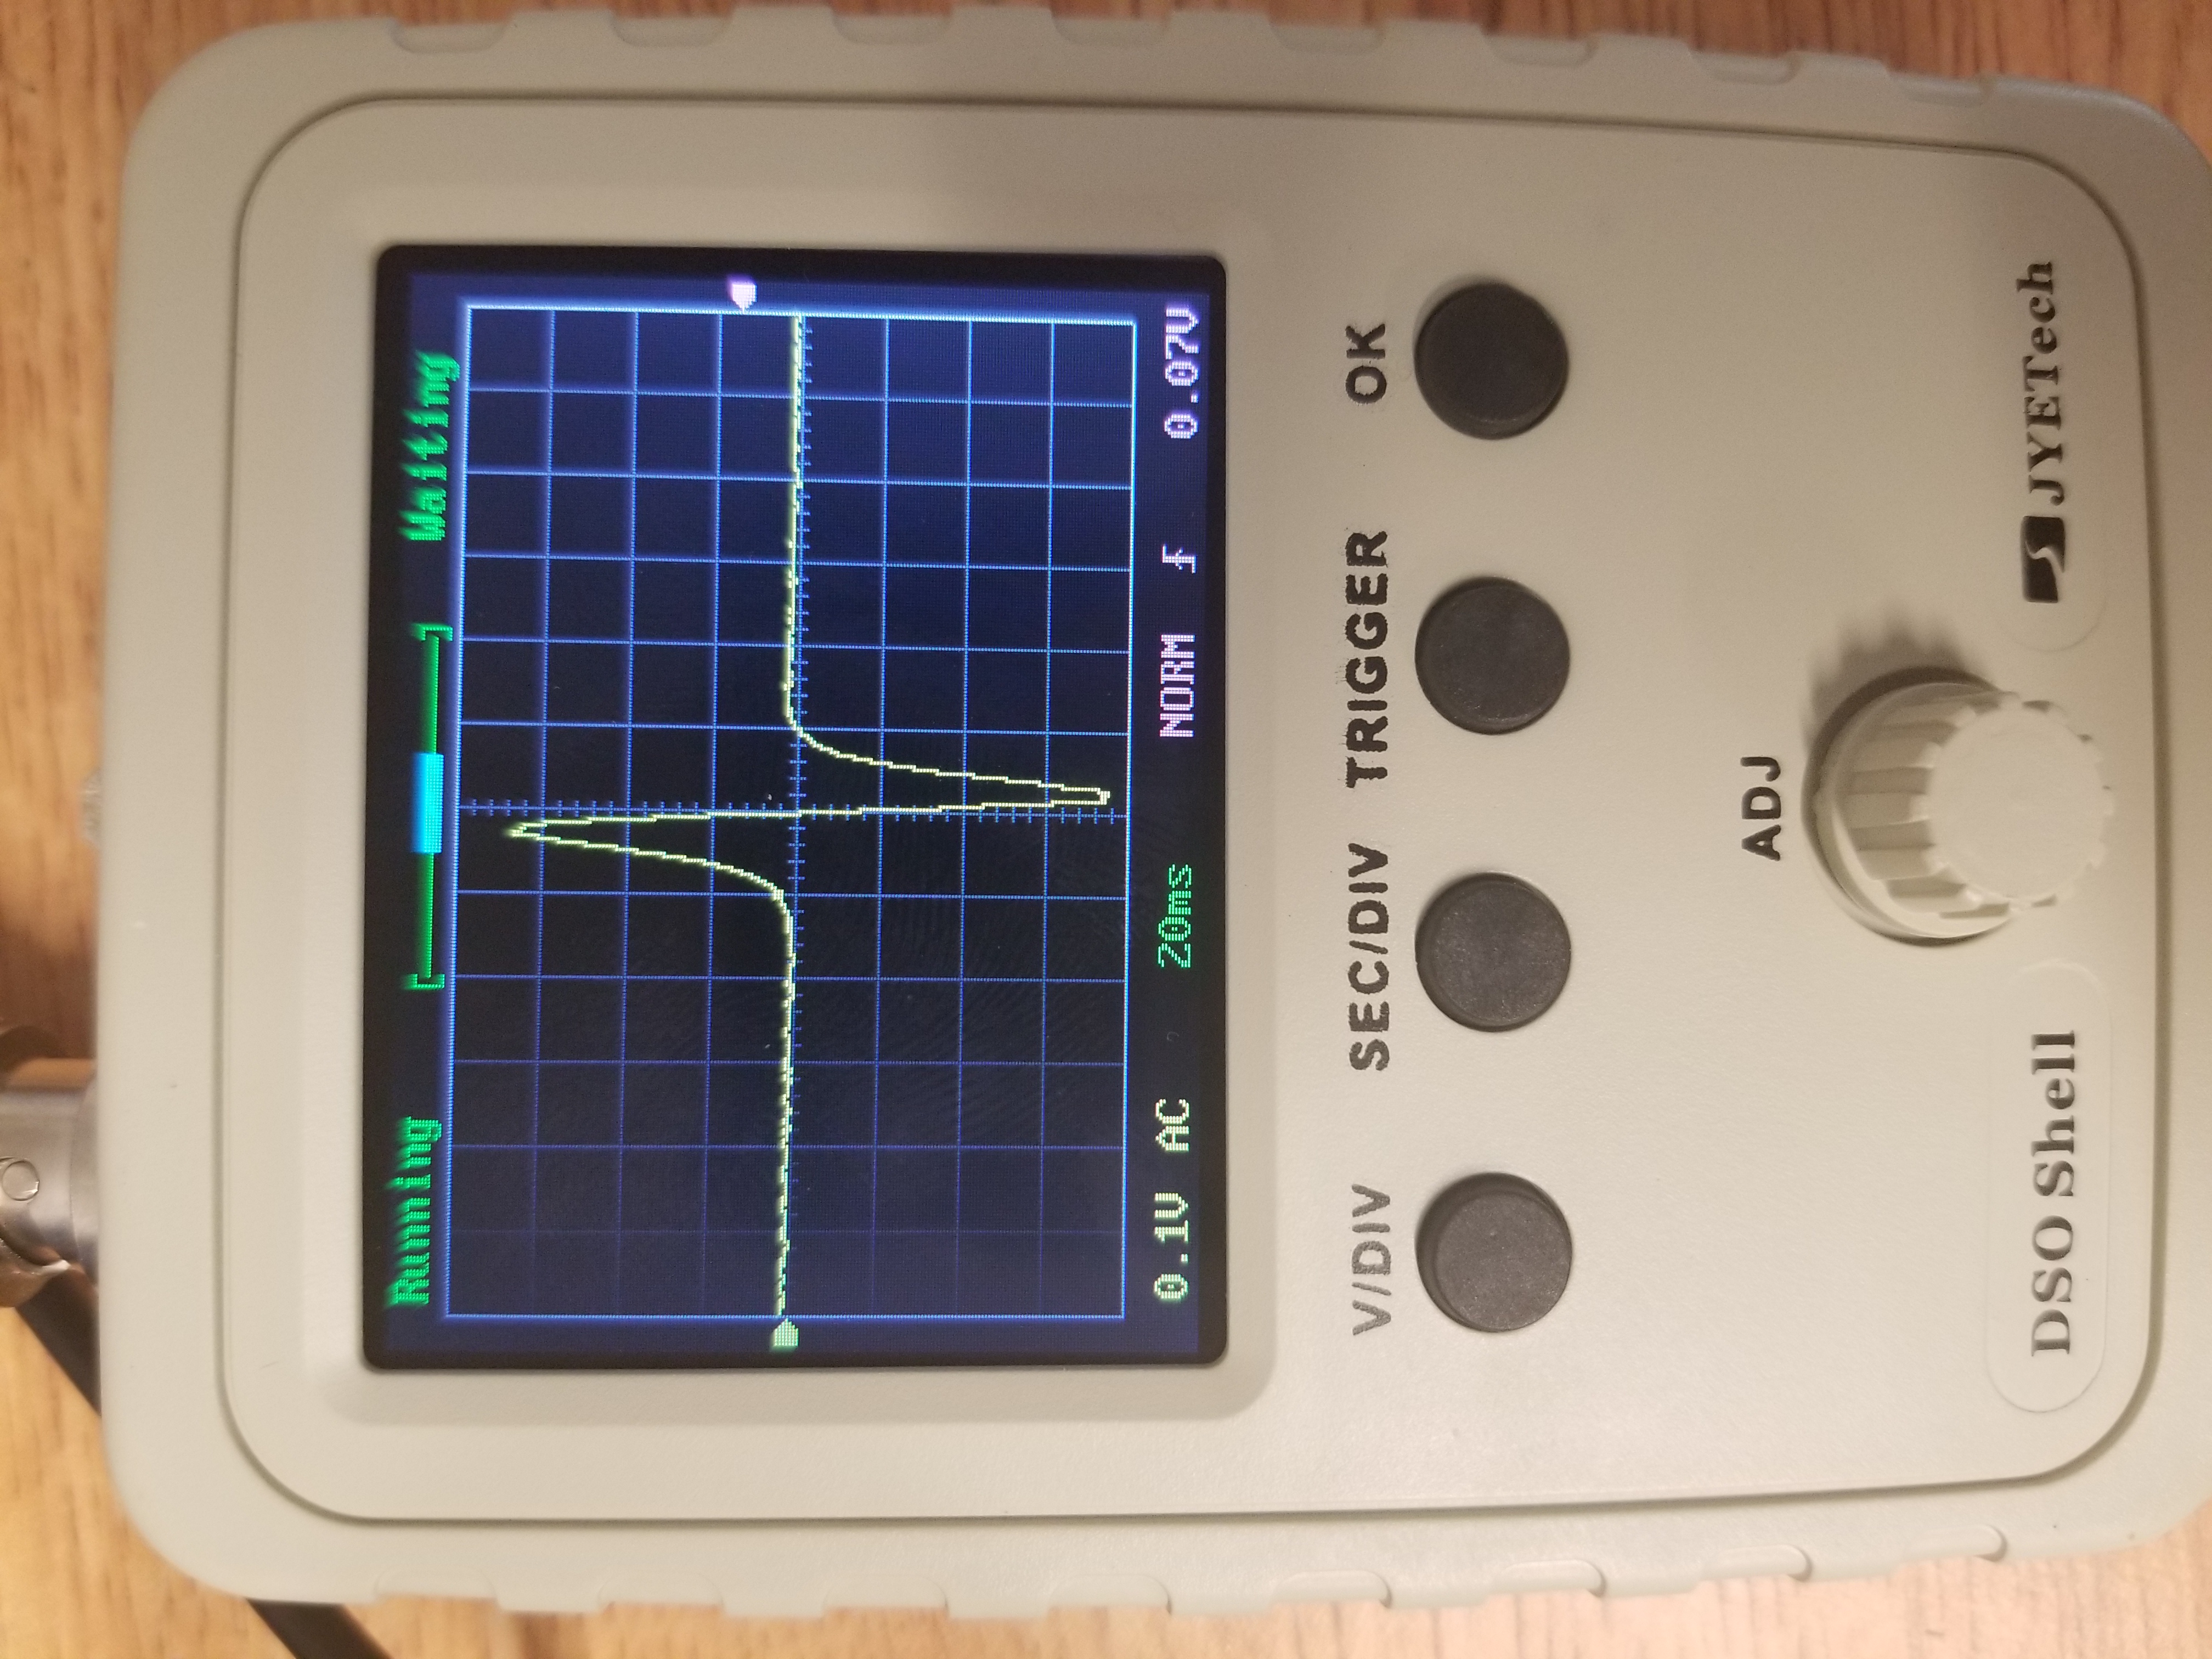 Running Waiting
0.1V AC 20ms NORM 0.07V
V/DIV SEC/DIV TRIGGER OK
ADJ
DSO Shell JYETech